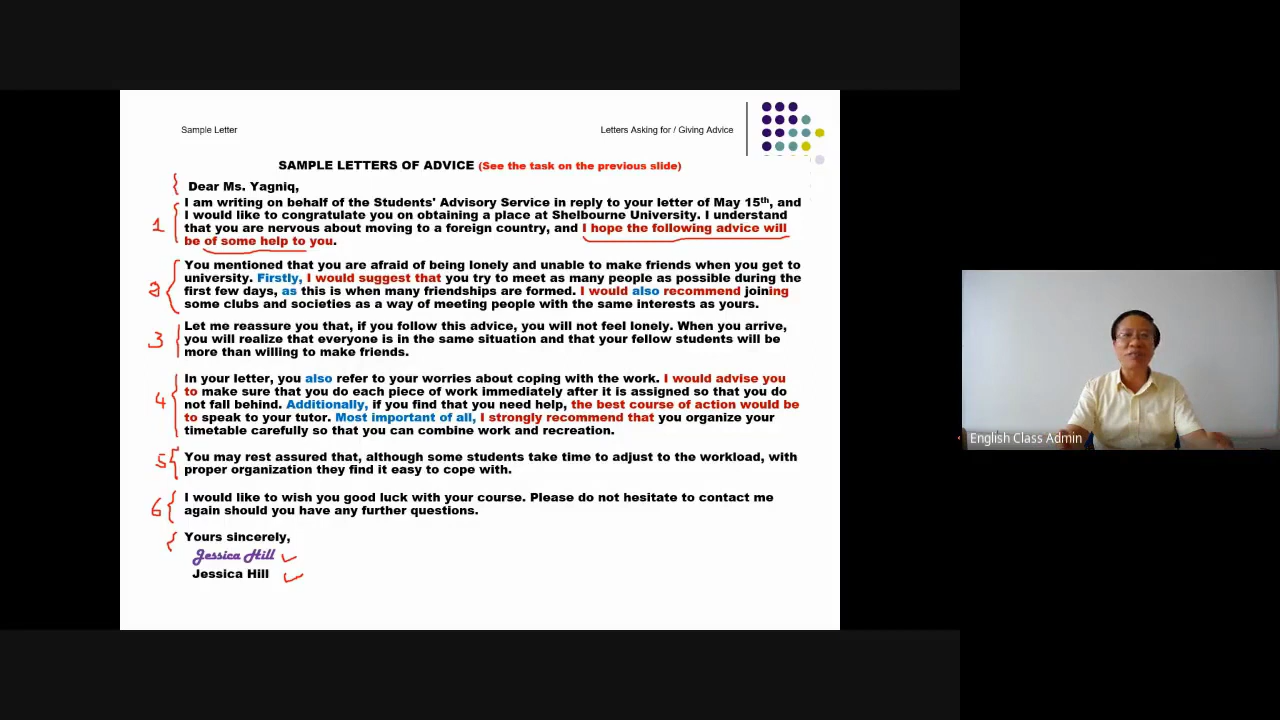 Sample Letter
Letters Asking for / Giving Advice
SAMPLE LETTERS OF ADVICE (See the task on the previous slide)
Dear Ms. Yagniq,
1
I am writing on behalf of the Students' Advisory Service in reply to your letter of May 15th, and
I would like to congratulate you on obtaining a place at Shelbourne University. I understand
that you are nervous about moving to a foreign country, and I hope the following advice will
be of some help to you.
2
You mentioned that you are afraid of being lonely and unable to make friends when you get to
university. Firstly, I would suggest that you try to meet as many people as possible during the
first few days, as this is when many friendships are formed. I would also recommend joining
some clubs and societies as a way of meeting people with the same interests as yours.
3
Let me reassure you that, if you follow this advice, you will not feel lonely. When you arrive,
you will realize that everyone is in the same situation and that your fellow students will be
more than willing to make friends.
4
In your letter, you also refer to your worries about coping with the work. I would advise you
to make sure that you do each piece of work immediately after it is assigned so that you do
not fall behind. Additionally, if you find that you need help, the best course of action would be
to speak to your tutor. Most important of all, I strongly recommend that you organize your
timetable carefully so that you can combine work and recreation.
5
You may rest assured that, although some students take time to adjust to the workload, with
proper organization they find it easy to cope with.
6
I would like to wish you good luck with your course. Please do not hesitate to contact me
again should you have any further questions.
Yours sincerely,
Jessica Hill
Jessica Hill
English Class Admin